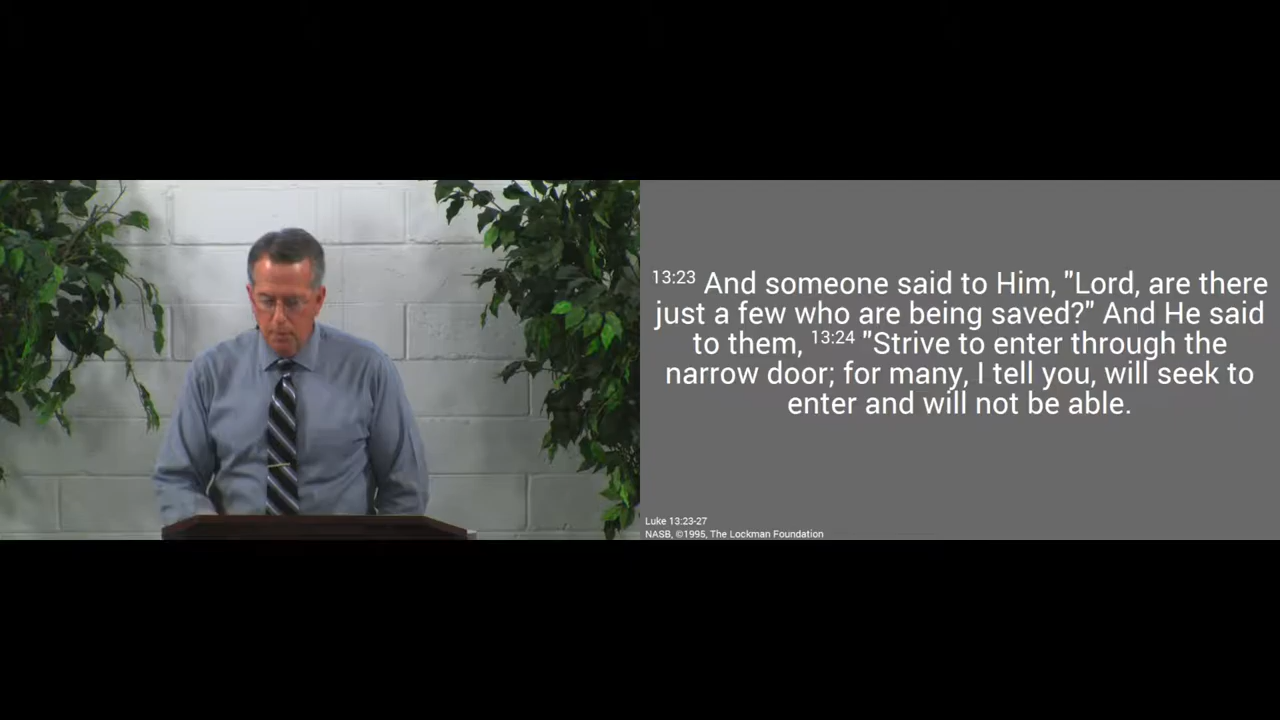 13:23 And someone said to Him, "Lord, are there
just a few who are being saved?" And He said
to them, 13:24 "Strive to enter through the
narrow door; for many, I tell you, will seek to
enter and will not be able.
Luke 13:23-27
NASB, ©1995, The Lockman Foundation